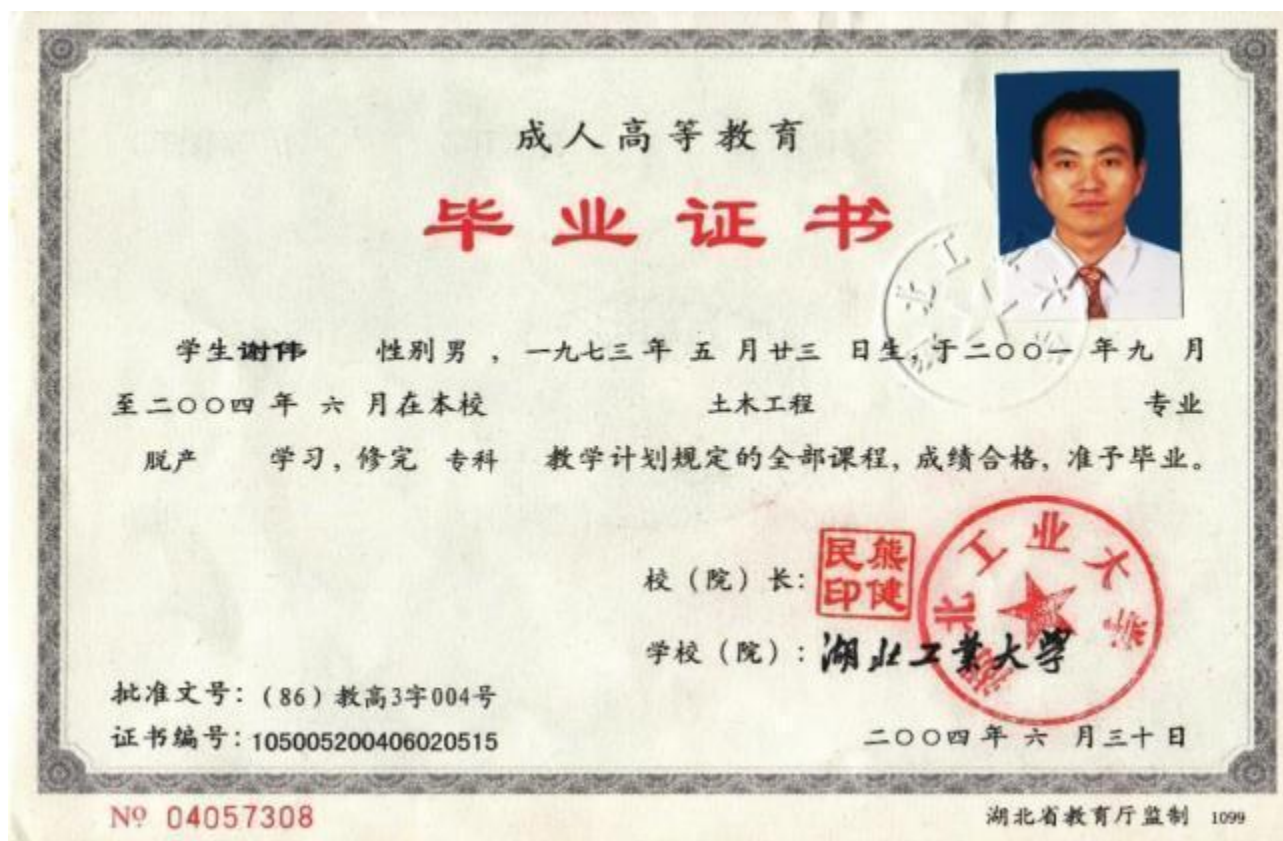 成人高等教育
毕业证书
学生谢伟 性别男,一九七三年 五 月廿三 日生,于二〇〇一 年九 月
至二〇〇四 年 六 月在本校 土木工程 专业
脱产 学习,修完 专科 教学计划规定的全部课程,成绩合格,准予毕业。
校(院)长: 熊健民印
学校(院): 湖北工业大学
湖北工业大学
批准文号:(86)教高3字004号
证书编号:105005200406020515
二〇〇四 年 六 月三十日
№ 04057308
湖北省教育厅监制 1099